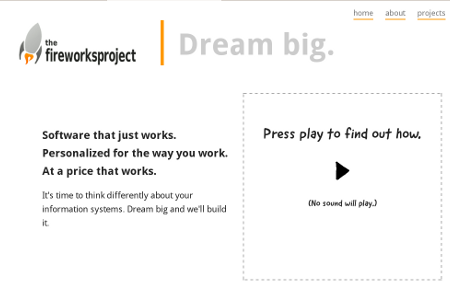 home about projects
the
fireworksproject
Dream big.
Software that just works.
Personalized for the way you work.
At a price that works.
It's time to think differently about your
information systems. Dream big and we'll build
it.
Press play to find out how.
(No sound will play.)